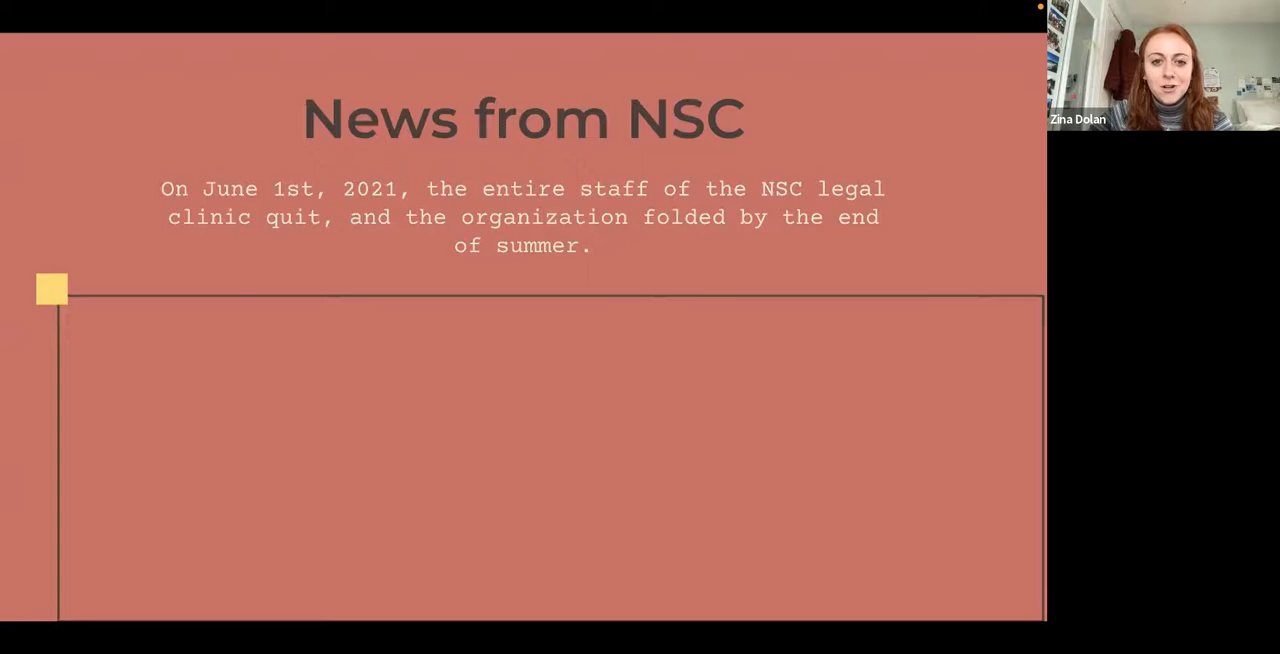 News from NSC
On June 1st, 2021, the entire staff of the NSC legal
clinic quit, and the organization folded by the end
of summer.
Zina Dolan